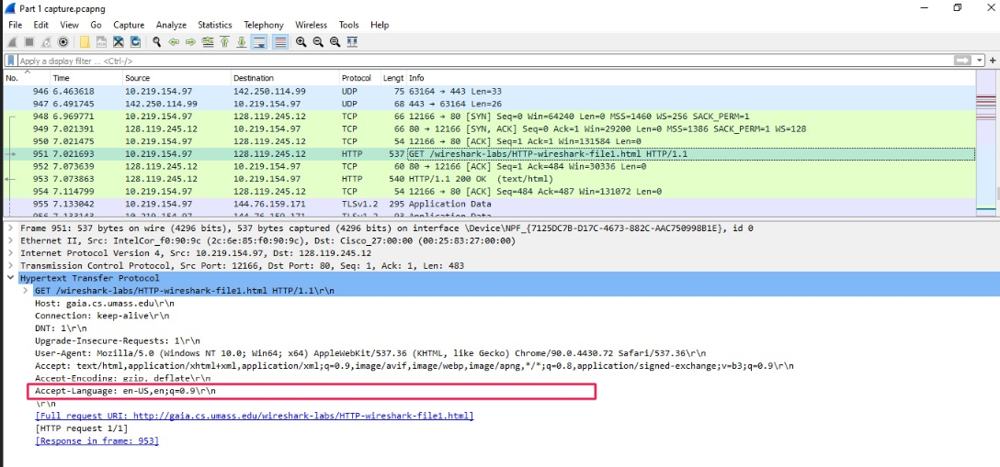 Part 1 capture.pcapng
File Edit View Go Capture Analyze Statistics Telephony Wireless Tools Help
Apply a display filter ... <Ctrl-/>
No. Time Source Destination Protocol Lengt Info
946 6.463618 10.219.154.97 142.250.114.99 UDP 75 63164 → 443 Len=33
947 6.491745 142.250.114.99 10.219.154.97 UDP 68 443 → 63164 Len=26
948 6.969771 10.219.154.97 128.119.245.12 TCP 66 12166 → 80 [SYN] Seq=0 Win=64240 Len=0 MSS=1460 WS=256 SACK_PERM=1
949 7.021391 128.119.245.12 10.219.154.97 TCP 66 80 → 12166 [SYN, ACK] Seq=0 Ack=1 Win=29200 Len=0 MSS=1386 SACK_PERM=1 WS=128
950 7.021475 10.219.154.97 128.119.245.12 TCP 54 12166 → 80 [ACK] Seq=1 Ack=1 Win=131584 Len=0
951 7.021693 10.219.154.97 128.119.245.12 HTTP 537 GET /wireshark-labs/HTTP-wireshark-file1.html HTTP/1.1
952 7.073639 128.119.245.12 10.219.154.97 TCP 60 80 → 12166 [ACK] Seq=1 Ack=484 Win=30336 Len=0
953 7.073863 128.119.245.12 10.219.154.97 HTTP 540 HTTP/1.1 200 OK (text/html)
954 7.114799 10.219.154.97 128.119.245.12 TCP 54 12166 → 80 [ACK] Seq=484 Ack=487 Win=131072 Len=0
955 7.133042 10.219.154.97 144.76.159.171 TLSv1.2 295 Application Data
Frame 951: 537 bytes on wire (4296 bits), 537 bytes captured (4296 bits) on interface \Device\NPF_{7125DC7B-D17C-4673-882C-AAC750998B1E}, id 0
Ethernet II, Src: IntelCor_f0:90:9c (2c:6e:85:f0:90:9c), Dst: Cisco_27:00:00 (00:25:83:27:00:00)
Internet Protocol Version 4, Src: 10.219.154.97, Dst: 128.119.245.12
Transmission Control Protocol, Src Port: 12166, Dst Port: 80, Seq: 1, Ack: 1, Len: 483
Hypertext Transfer Protocol
GET /wireshark-labs/HTTP-wireshark-file1.html HTTP/1.1\r\n
Host: gaia.cs.umass.edu\r\n
Connection: keep-alive\r\n
DNT: 1\r\n
Upgrade-Insecure-Requests: 1\r\n
User-Agent: Mozilla/5.0 (Windows NT 10.0; Win64; x64) AppleWebKit/537.36 (KHTML, like Gecko) Chrome/90.0.4430.72 Safari/537.36\r\n
Accept: text/html,application/xhtml+xml,application/xml;q=0.9,image/avif,image/webp,image/apng,*/*;q=0.8,application/signed-exchange;v=b3;q=0.9\r\n
Accept-Encoding: gzip, deflate\r\n
Accept-Language: en-US,en;q=0.9\r\n
\r\n
[Full request URI: http://gaia.cs.umass.edu/wireshark-labs/HTTP-wireshark-file1.html]
[HTTP request 1/1]
[Response in frame: 953]